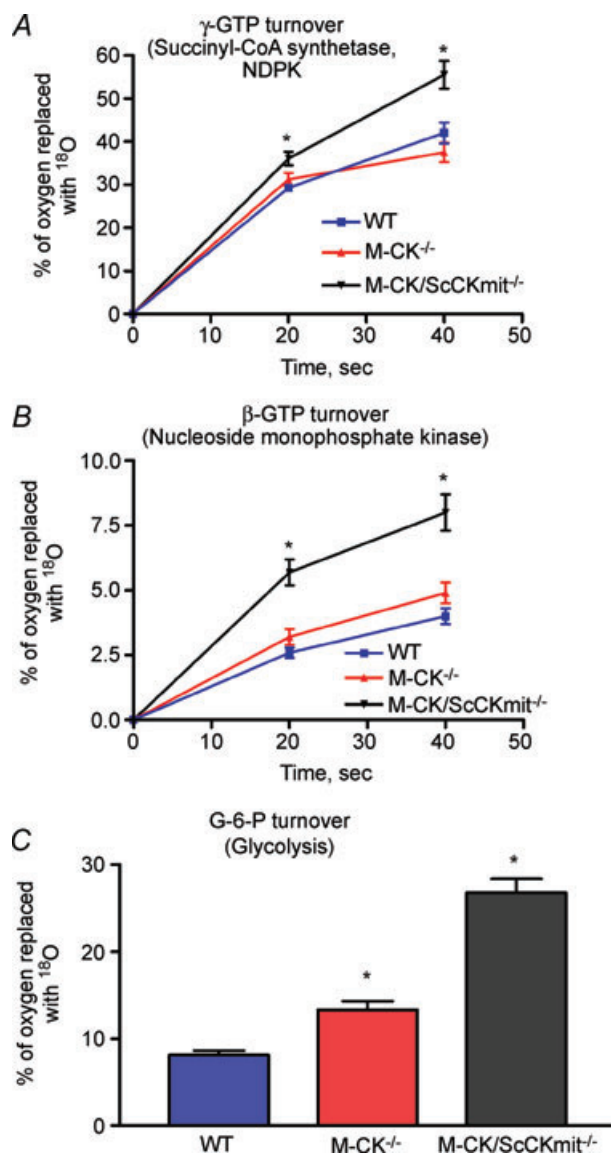 A
γ-GTP turnover
(Succinyl-CoA synthetase,
NDPK
% of oxygen replaced
with ¹⁸O
60
50
40
30
20
10
0
*
*
WT
M-CK⁻/⁻
M-CK/ScCKmit⁻/⁻
0 10 20 30 40 50
Time, sec
B
β-GTP turnover
(Nucleoside monophosphate kinase)
% of oxygen replaced
with ¹⁸O
10.0
7.5
5.0
2.5
0.0
*
*
WT
M-CK⁻/⁻
M-CK/ScCKmit⁻/⁻
0 10 20 30 40 50
Time, sec
C
G-6-P turnover
(Glycolysis)
% of oxygen replaced
with ¹⁸O
30
20
10
0
*
*
WT M-CK⁻/⁻ M-CK/ScCKmit⁻/⁻